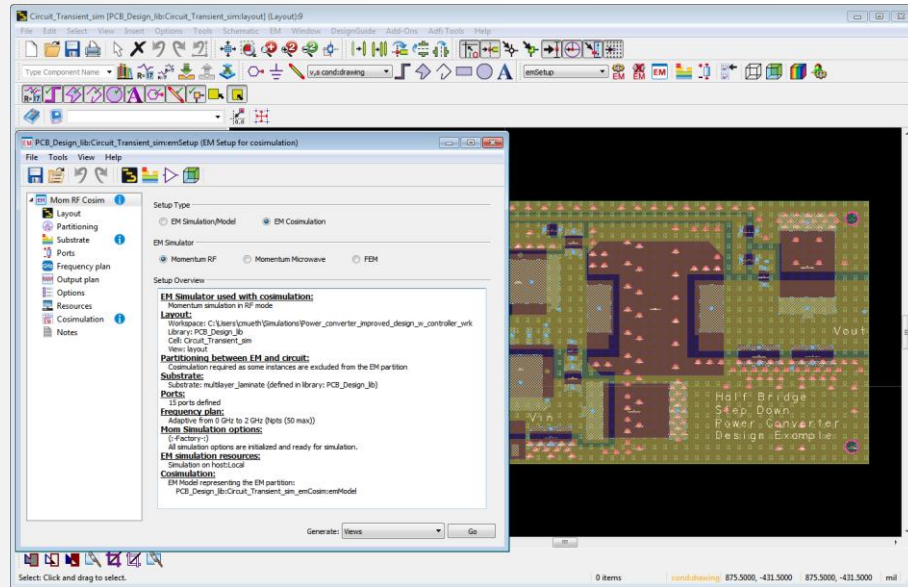 Circuit_Transient_sim [PCB_Design_lib:Circuit_Transient_sim:layout] (Layout):9
File Edit Select View Insert Options Tools Schematic EM Window DesignGuide Add-Ons Adfi Tools Help
Type Component Name
v,s cond:drawing
emSetup
EM
PCB_Design_lib:Circuit_Transient_sim:emSetup (EM Setup for cosimulation)
File Tools View Help
Mom RF Cosim
Layout
Partitioning
Substrate
Ports
Frequency plan
Output plan
Options
Resources
Cosimulation
Notes
Setup Type
EM Simulation/Model
EM Cosimulation
EM Simulator
Momentum RF
Momentum Microwave
FEM
Setup Overview
EM Simulator used with cosimulation:
Momentum simulation in RF mode
Layout:
Workspace: C:\Users\cmueth\Simulations\Power_converter_improved_design_w_controller_wrk
Library: PCB_Design_lib
Cell: Circuit_Transient_sim
View: layout
Partitioning between EM and circuit:
Cosimulation required as some instances are excluded from the EM partition
Substrate:
Substrate: multilayer_laminate (defined in library: PCB_Design_lib)
Ports:
15 ports defined
Frequency plan:
Adaptive from 0 GHz to 2 GHz (Npts (50 max))
Mom Simulation options:
(:-Factory-:)
All simulation options are initialized and ready for simulation.
EM simulation resources:
Simulation on host:Local
Cosimulation:
EM Model representing the EM partition:
PCB_Design_lib:Circuit_Transient_sim_emCosim:emModel
Generate: Views
Go
Vout
Vin
Half Bridge
Step Down
Power Converter
Design Example
Select: Click and drag to select.
0 items
cond:drawing
875.5000, -431.5000
875.5000, -431.5000
mil